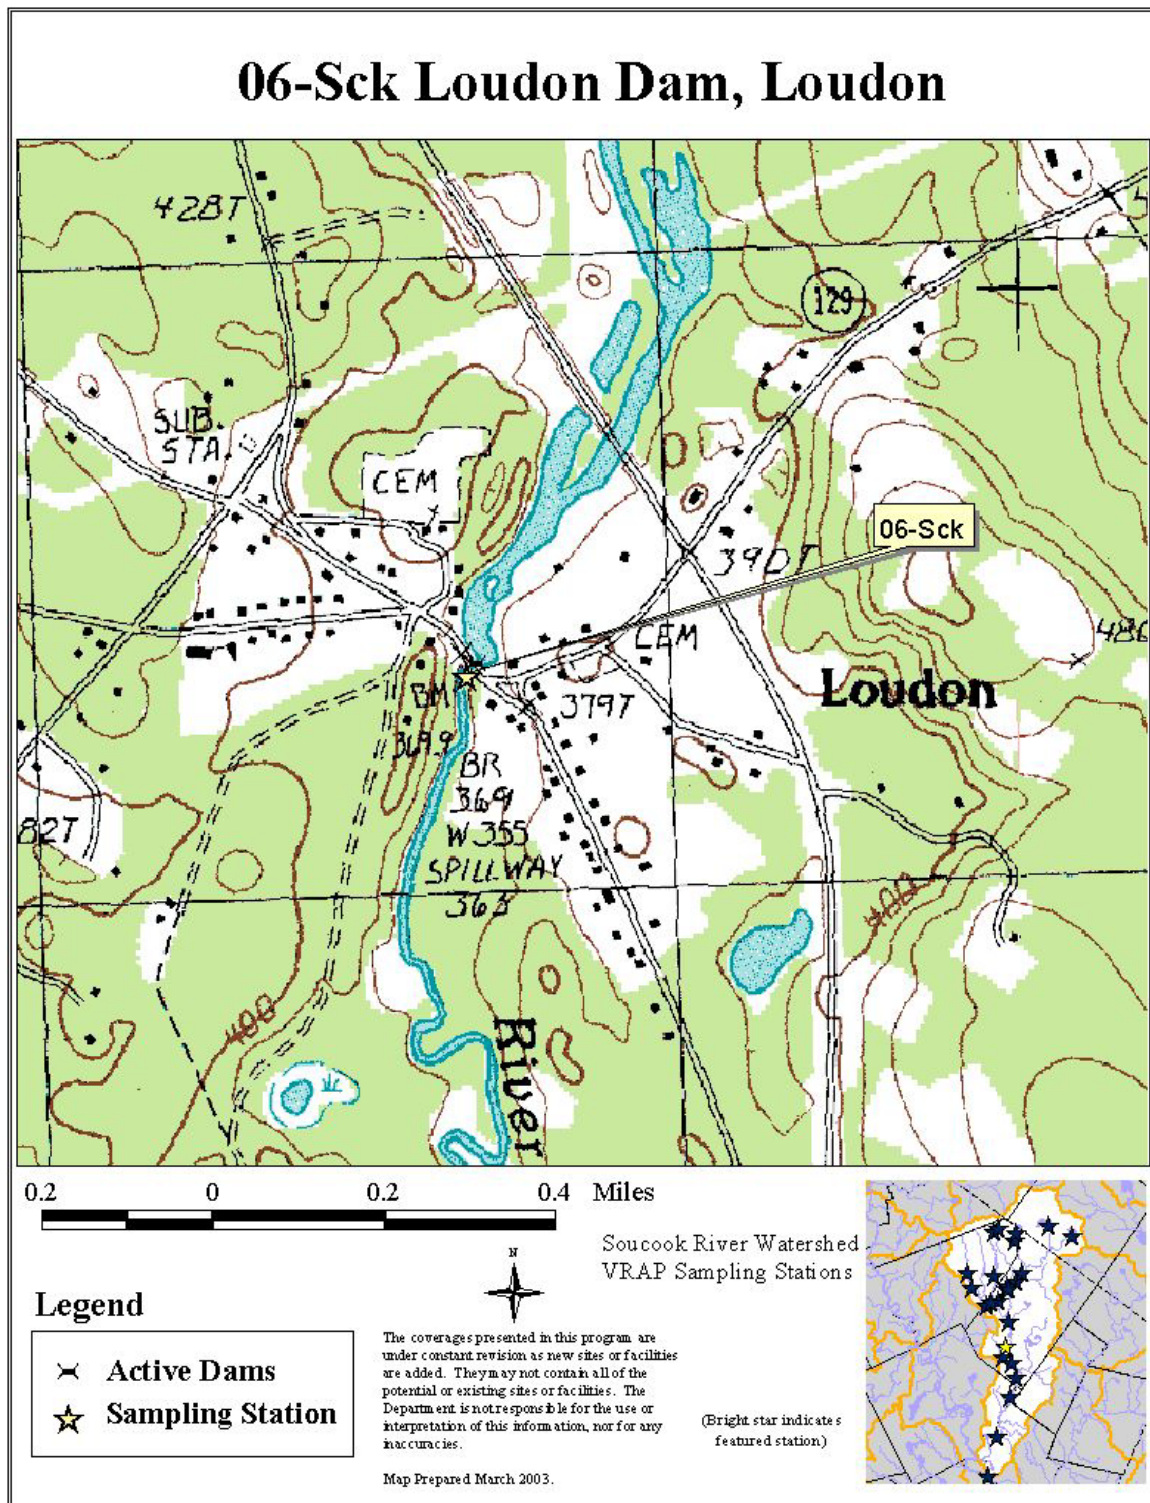 06-Sck Loudon Dam, Loudon
428T
129
SUB.
STA.
CEM
06-Sck
390T
CEM
486
Loudon
BM
379T
369.9
BR
369
W 355
82T
SPILLWAY
363
400
400
River
0.2 0 0.2 0.4 Miles
Soucook River Watershed
VRAP Sampling Stations
N
Legend
Active Dams
Sampling Station
The coverages presented in this program are
under constant revision as new sites or facilities
are added. They may not contain all of the
potential or existing sites or facilities. The
Department is not responsible for the use or
interpretation of this information, nor for any
inaccuracies.
Map Prepared March 2003.
(Bright star indicates
featured station)